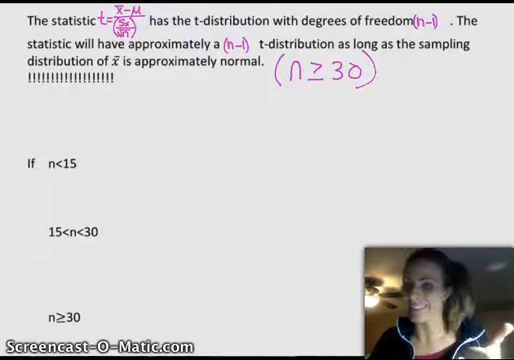 The statistic t = x̄-μ/(Sx/√n) has the t-distribution with degrees of freedom (n-1) . The
statistic will have approximately a (n-1) t-distribution as long as the sampling
distribution of x̄ is approximately normal. (n ≥ 30)
!!!!!!!!!!!!!!!!!!!
If n<15
15<n<30
n≥30
Screencast-O-Matic.com